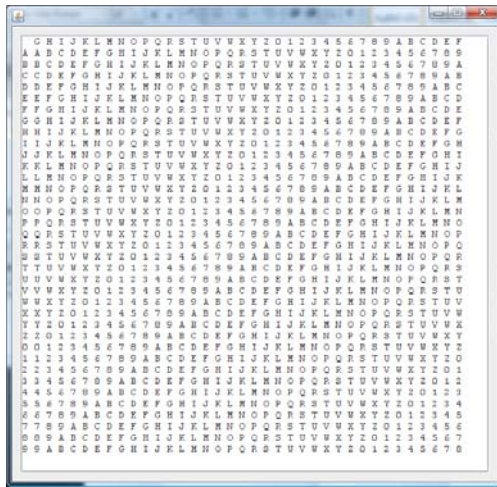 G H I J K L M N O P Q R S T U V W X Y Z 0 1 2 3 4 5 6 7 8 9 A B C D E F
A A B C D E F G H I J K L M N O P Q R S T U V W X Y Z 0 1 2 3 4 5 6 7 8 9
B B C D E F G H I J K L M N O P Q R S T U V W X Y Z 0 1 2 3 4 5 6 7 8 9 A
C C D E F G H I J K L M N O P Q R S T U V W X Y Z 0 1 2 3 4 5 6 7 8 9 A B
D D E F G H I J K L M N O P Q R S T U V W X Y Z 0 1 2 3 4 5 6 7 8 9 A B C
E E F G H I J K L M N O P Q R S T U V W X Y Z 0 1 2 3 4 5 6 7 8 9 A B C D
F F G H I J K L M N O P Q R S T U V W X Y Z 0 1 2 3 4 5 6 7 8 9 A B C D E
G G H I J K L M N O P Q R S T U V W X Y Z 0 1 2 3 4 5 6 7 8 9 A B C D E F
H H I J K L M N O P Q R S T U V W X Y Z 0 1 2 3 4 5 6 7 8 9 A B C D E F G
I I J K L M N O P Q R S T U V W X Y Z 0 1 2 3 4 5 6 7 8 9 A B C D E F G H
J J K L M N O P Q R S T U V W X Y Z 0 1 2 3 4 5 6 7 8 9 A B C D E F G H I
K K L M N O P Q R S T U V W X Y Z 0 1 2 3 4 5 6 7 8 9 A B C D E F G H I J
L L M N O P Q R S T U V W X Y Z 0 1 2 3 4 5 6 7 8 9 A B C D E F G H I J K
M M N O P Q R S T U V W X Y Z 0 1 2 3 4 5 6 7 8 9 A B C D E F G H I J K L
N N O P Q R S T U V W X Y Z 0 1 2 3 4 5 6 7 8 9 A B C D E F G H I J K L M
O O P Q R S T U V W X Y Z 0 1 2 3 4 5 6 7 8 9 A B C D E F G H I J K L M N
P P Q R S T U V W X Y Z 0 1 2 3 4 5 6 7 8 9 A B C D E F G H I J K L M N O
Q Q R S T U V W X Y Z 0 1 2 3 4 5 6 7 8 9 A B C D E F G H I J K L M N O P
R R S T U V W X Y Z 0 1 2 3 4 5 6 7 8 9 A B C D E F G H I J K L M N O P Q
S S T U V W X Y Z 0 1 2 3 4 5 6 7 8 9 A B C D E F G H I J K L M N O P Q R
T T U V W X Y Z 0 1 2 3 4 5 6 7 8 9 A B C D E F G H I J K L M N O P Q R S
U U V W X Y Z 0 1 2 3 4 5 6 7 8 9 A B C D E F G H I J K L M N O P Q R S T
V V W X Y Z 0 1 2 3 4 5 6 7 8 9 A B C D E F G H I J K L M N O P Q R S T U
W W X Y Z 0 1 2 3 4 5 6 7 8 9 A B C D E F G H I J K L M N O P Q R S T U V
X X Y Z 0 1 2 3 4 5 6 7 8 9 A B C D E F G H I J K L M N O P Q R S T U V W
Y Y Z 0 1 2 3 4 5 6 7 8 9 A B C D E F G H I J K L M N O P Q R S T U V W X
Z Z 0 1 2 3 4 5 6 7 8 9 A B C D E F G H I J K L M N O P Q R S T U V W X Y
0 0 1 2 3 4 5 6 7 8 9 A B C D E F G H I J K L M N O P Q R S T U V W X Y Z
1 1 2 3 4 5 6 7 8 9 A B C D E F G H I J K L M N O P Q R S T U V W X Y Z 0
2 2 3 4 5 6 7 8 9 A B C D E F G H I J K L M N O P Q R S T U V W X Y Z 0 1
3 3 4 5 6 7 8 9 A B C D E F G H I J K L M N O P Q R S T U V W X Y Z 0 1 2
4 4 5 6 7 8 9 A B C D E F G H I J K L M N O P Q R S T U V W X Y Z 0 1 2 3
5 5 6 7 8 9 A B C D E F G H I J K L M N O P Q R S T U V W X Y Z 0 1 2 3 4
6 6 7 8 9 A B C D E F G H I J K L M N O P Q R S T U V W X Y Z 0 1 2 3 4 5
7 7 8 9 A B C D E F G H I J K L M N O P Q R S T U V W X Y Z 0 1 2 3 4 5 6
8 8 9 A B C D E F G H I J K L M N O P Q R S T U V W X Y Z 0 1 2 3 4 5 6 7
9 9 A B C D E F G H I J K L M N O P Q R S T U V W X Y Z 0 1 2 3 4 5 6 7 8